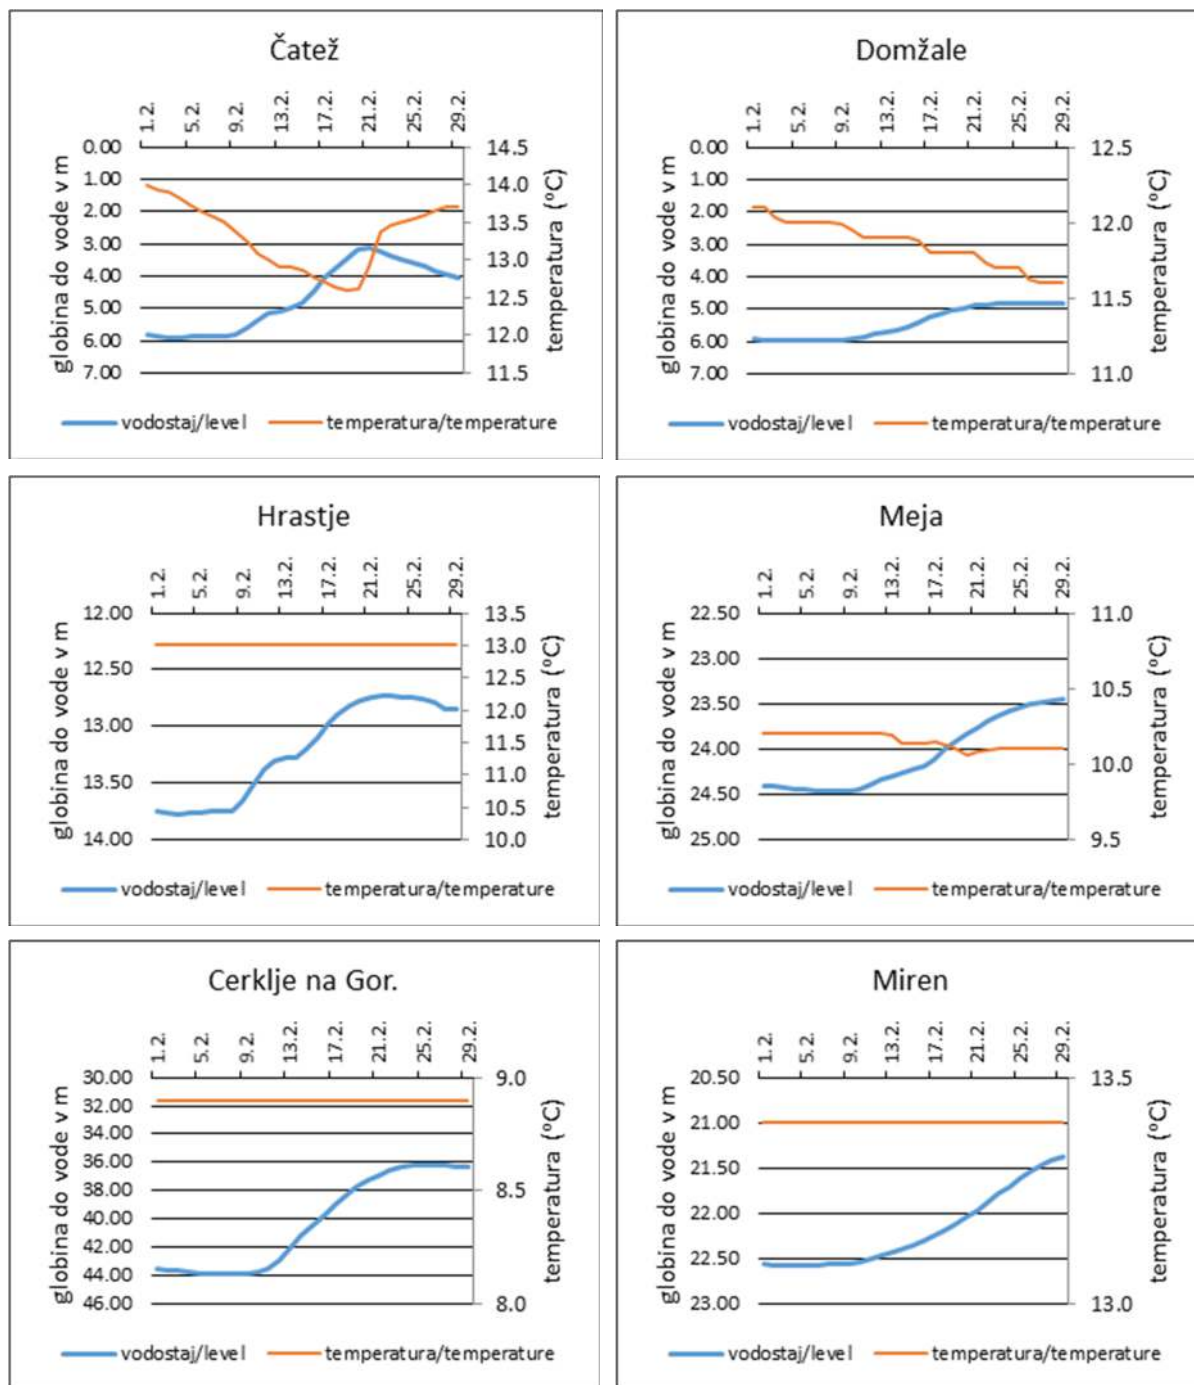 Čatež
1.2. 5.2. 9.2. 13.2. 17.2. 21.2. 25.2. 29.2.
0.00 14.5
1.00 14.0
2.00 13.5
3.00 13.0
4.00 12.5
5.00 12.0
6.00 11.5
7.00
globina do vode v m
temperatura (°C)
vodostaj/level temperatura/temperature
Domžale
1.2. 5.2. 9.2. 13.2. 17.2. 21.2. 25.2. 29.2.
0.00 12.5
1.00 12.0
2.00 11.5
3.00 11.0
4.00
5.00
6.00
7.00
globina do vode v m
temperatura (°C)
vodostaj/level temperatura/temperature
Hrastje
1.2. 5.2. 9.2. 13.2. 17.2. 21.2. 25.2. 29.2.
12.00 13.5
12.50 13.0
13.00 12.5
13.50 12.0
14.00 11.5
11.0
10.5
10.0
globina do vode v m
temperatura (°C)
vodostaj/level temperatura/temperature
Meja
1.2. 5.2. 9.2. 13.2. 17.2. 21.2. 25.2. 29.2.
22.50 11.0
23.00 10.5
23.50 10.0
24.00 9.5
24.50
25.00
globina do vode v m
temperatura (°C)
vodostaj/level temperatura/temperature
Cerklje na Gor.
1.2. 5.2. 9.2. 13.2. 17.2. 21.2. 25.2. 29.2.
30.00 9.0
32.00 8.5
34.00 8.0
36.00
38.00
40.00
42.00
44.00
46.00
globina do vode v m
temperatura (°C)
vodostaj/level temperatura/temperature
Miren
1.2. 5.2. 9.2. 13.2. 17.2. 21.2. 25.2. 29.2.
20.50 13.5
21.00 13.0
21.50
22.00
22.50
23.00
globina do vode v m
temperatura (°C)
vodostaj/level temperatura/temperature